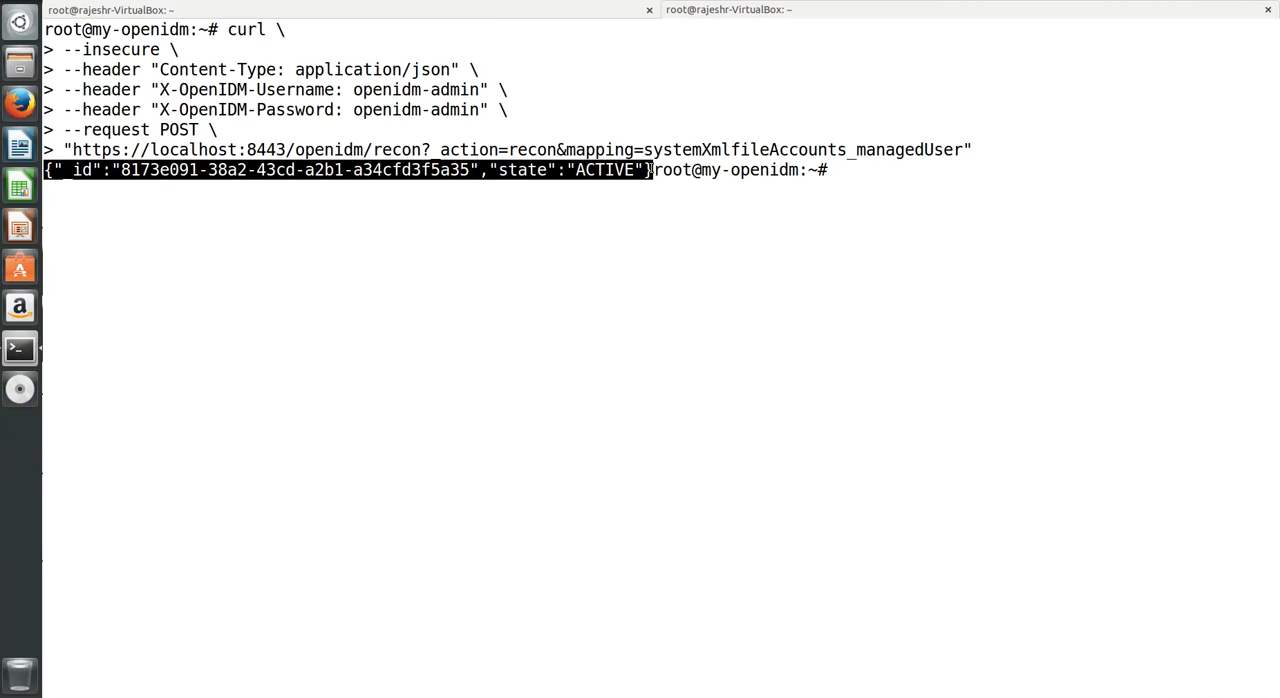 root@rajeshr-VirtualBox: ~
root@rajeshr-VirtualBox: ~
root@my-openidm:~# curl \
> --insecure \
> --header "Content-Type: application/json" \
> --header "X-OpenIDM-Username: openidm-admin" \
> --header "X-OpenIDM-Password: openidm-admin" \
> --request POST \
> "https://localhost:8443/openidm/recon?_action=recon&mapping=systemXmlfileAccounts_managedUser"
{"_id":"8173e091-38a2-43cd-a2b1-a34cfd3f5a35","state":"ACTIVE"}root@my-openidm:~#